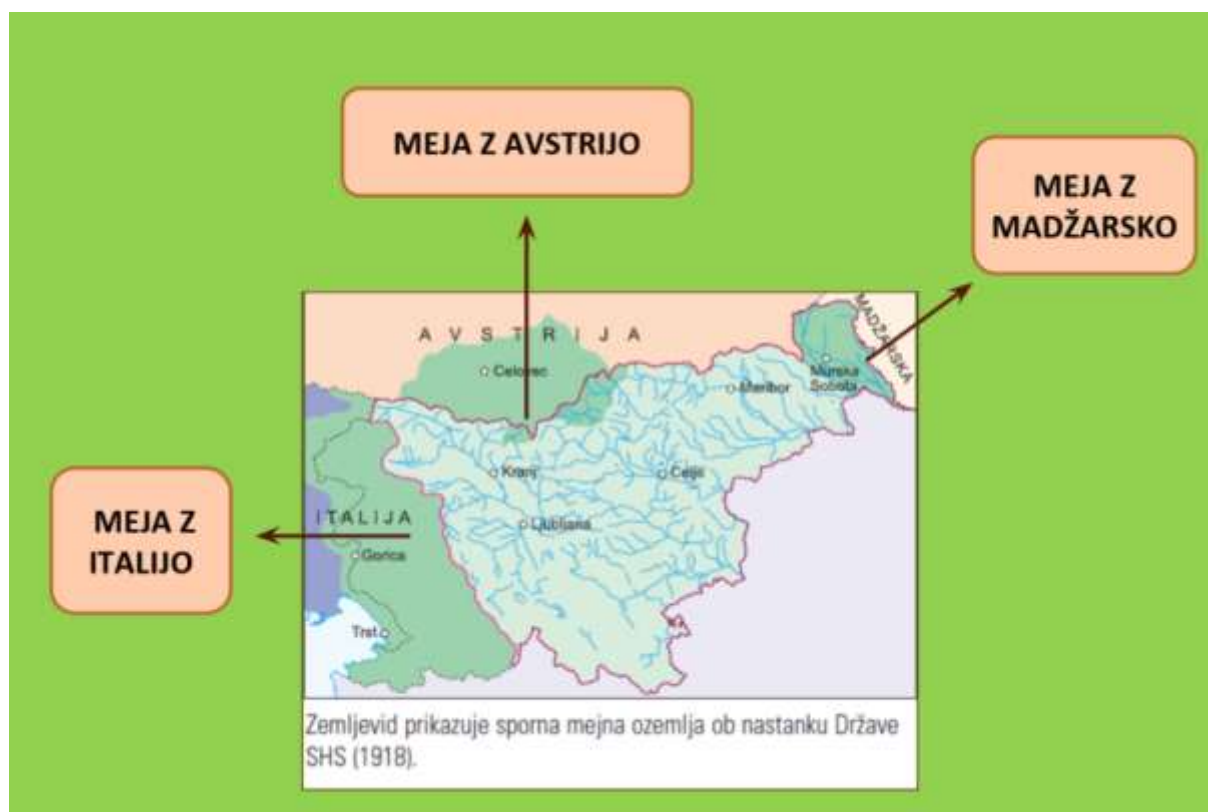 MEJA Z AVSTRIJO
MEJA Z
MADŽARSKO
MEJA Z
ITALIJO
AVSTRIJA
MADŽARSKA
Celovec
Maribor
Murska
Sobota
Kranj
Celje
ITALIJA
Ljubljana
Gorica
Trst
Zemljevid prikazuje sporna mejna ozemlja ob nastanku Države
SHS (1918).